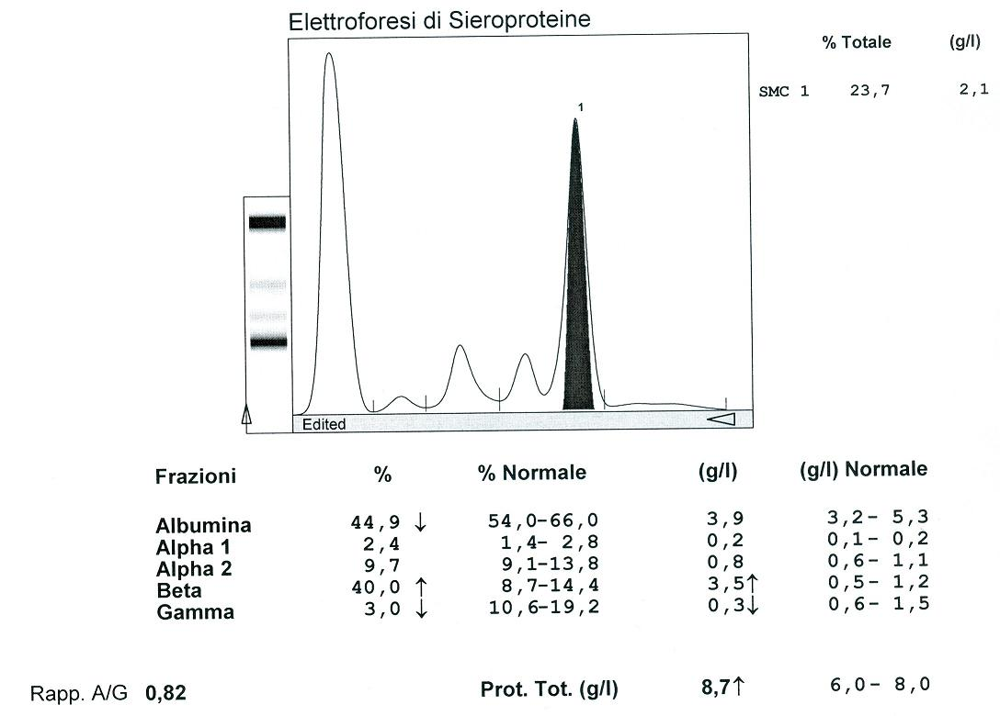 Elettroforesi di Sieroproteine
% Totale (g/l)
SMC 1 23,7 2,1
1
Edited
Frazioni % % Normale (g/l) (g/l) Normale
Albumina 44,9 ↓ 54,0-66,0 3,9 3,2- 5,3
Alpha 1 2,4 1,4- 2,8 0,2 0,1- 0,2
Alpha 2 9,7 9,1-13,8 0,8 0,6- 1,1
Beta 40,0 ↑ 8,7-14,4 3,5↑ 0,5- 1,2
Gamma 3,0 ↓ 10,6-19,2 0,3↓ 0,6- 1,5
Rapp. A/G 0,82 Prot. Tot. (g/l) 8,7↑ 6,0- 8,0